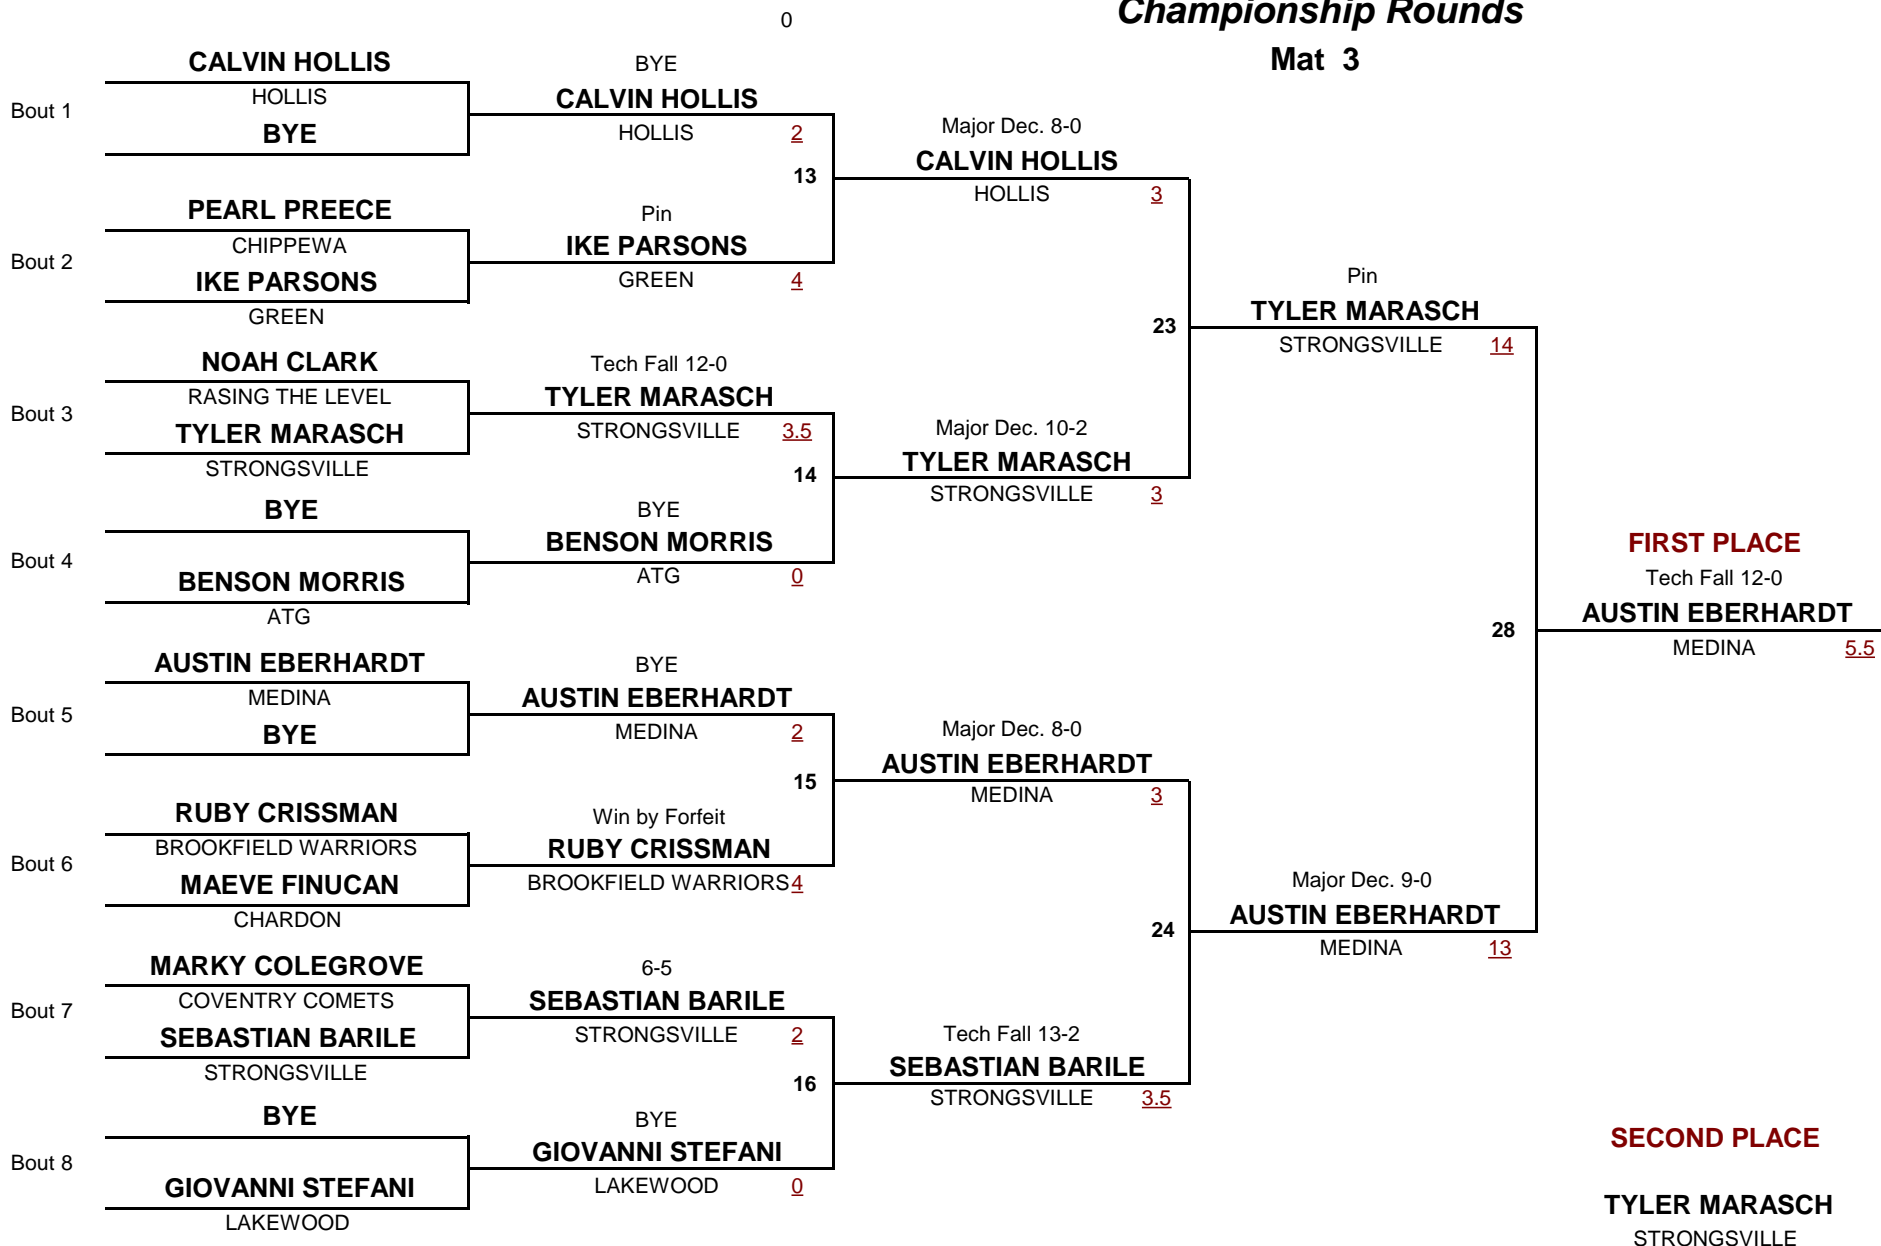 0
Championship Rounds
Mat 3
CALVIN HOLLIS
HOLLIS
Bout 1
BYE
PEARL PREECE
CHIPPEWA
Bout 2
IKE PARSONS
GREEN
NOAH CLARK
RASING THE LEVEL
Bout 3
TYLER MARASCH
STRONGSVILLE
BYE
Bout 4
BENSON MORRIS
ATG
AUSTIN EBERHARDT
MEDINA
Bout 5
BYE
RUBY CRISSMAN
BROOKFIELD WARRIORS
Bout 6
MAEVE FINUCAN
CHARDON
MARKY COLEGROVE
COVENTRY COMETS
Bout 7
SEBASTIAN BARILE
STRONGSVILLE
BYE
Bout 8
GIOVANNI STEFANI
LAKEWOOD
BYE
CALVIN HOLLIS
HOLLIS 2
13
Pin
IKE PARSONS
GREEN 4
Tech Fall 12-0
TYLER MARASCH
STRONGSVILLE 3.5
14
BYE
BENSON MORRIS
ATG 0
BYE
AUSTIN EBERHARDT
MEDINA 2
15
Win by Forfeit
RUBY CRISSMAN
BROOKFIELD WARRIORS 4
6-5
SEBASTIAN BARILE
STRONGSVILLE 2
16
BYE
GIOVANNI STEFANI
LAKEWOOD 0
Major Dec. 8-0
CALVIN HOLLIS
HOLLIS 3
23
Major Dec. 10-2
TYLER MARASCH
STRONGSVILLE 3
Major Dec. 8-0
AUSTIN EBERHARDT
MEDINA 3
24
Tech Fall 13-2
SEBASTIAN BARILE
STRONGSVILLE 3.5
Pin
TYLER MARASCH
STRONGSVILLE 14
28
Major Dec. 9-0
AUSTIN EBERHARDT
MEDINA 13
FIRST PLACE
Tech Fall 12-0
AUSTIN EBERHARDT
MEDINA 5.5
SECOND PLACE
TYLER MARASCH
STRONGSVILLE